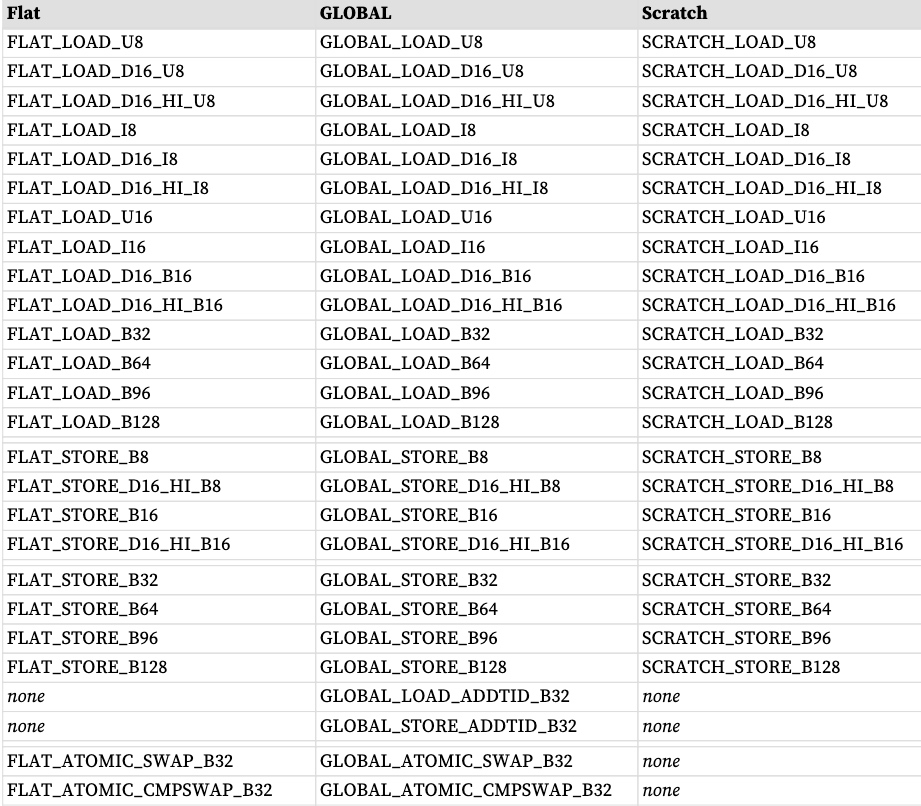 Flat GLOBAL Scratch
FLAT_LOAD_U8 GLOBAL_LOAD_U8 SCRATCH_LOAD_U8
FLAT_LOAD_D16_U8 GLOBAL_LOAD_D16_U8 SCRATCH_LOAD_D16_U8
FLAT_LOAD_D16_HI_U8 GLOBAL_LOAD_D16_HI_U8 SCRATCH_LOAD_D16_HI_U8
FLAT_LOAD_I8 GLOBAL_LOAD_I8 SCRATCH_LOAD_I8
FLAT_LOAD_D16_I8 GLOBAL_LOAD_D16_I8 SCRATCH_LOAD_D16_I8
FLAT_LOAD_D16_HI_I8 GLOBAL_LOAD_D16_HI_I8 SCRATCH_LOAD_D16_HI_I8
FLAT_LOAD_U16 GLOBAL_LOAD_U16 SCRATCH_LOAD_U16
FLAT_LOAD_I16 GLOBAL_LOAD_I16 SCRATCH_LOAD_I16
FLAT_LOAD_D16_B16 GLOBAL_LOAD_D16_B16 SCRATCH_LOAD_D16_B16
FLAT_LOAD_D16_HI_B16 GLOBAL_LOAD_D16_HI_B16 SCRATCH_LOAD_D16_HI_B16
FLAT_LOAD_B32 GLOBAL_LOAD_B32 SCRATCH_LOAD_B32
FLAT_LOAD_B64 GLOBAL_LOAD_B64 SCRATCH_LOAD_B64
FLAT_LOAD_B96 GLOBAL_LOAD_B96 SCRATCH_LOAD_B96
FLAT_LOAD_B128 GLOBAL_LOAD_B128 SCRATCH_LOAD_B128
FLAT_STORE_B8 GLOBAL_STORE_B8 SCRATCH_STORE_B8
FLAT_STORE_D16_HI_B8 GLOBAL_STORE_D16_HI_B8 SCRATCH_STORE_D16_HI_B8
FLAT_STORE_B16 GLOBAL_STORE_B16 SCRATCH_STORE_B16
FLAT_STORE_D16_HI_B16 GLOBAL_STORE_D16_HI_B16 SCRATCH_STORE_D16_HI_B16
FLAT_STORE_B32 GLOBAL_STORE_B32 SCRATCH_STORE_B32
FLAT_STORE_B64 GLOBAL_STORE_B64 SCRATCH_STORE_B64
FLAT_STORE_B96 GLOBAL_STORE_B96 SCRATCH_STORE_B96
FLAT_STORE_B128 GLOBAL_STORE_B128 SCRATCH_STORE_B128
none GLOBAL_LOAD_ADDTID_B32 none
none GLOBAL_STORE_ADDTID_B32 none
FLAT_ATOMIC_SWAP_B32 GLOBAL_ATOMIC_SWAP_B32 none
FLAT_ATOMIC_CMPSWAP_B32 GLOBAL_ATOMIC_CMPSWAP_B32 none